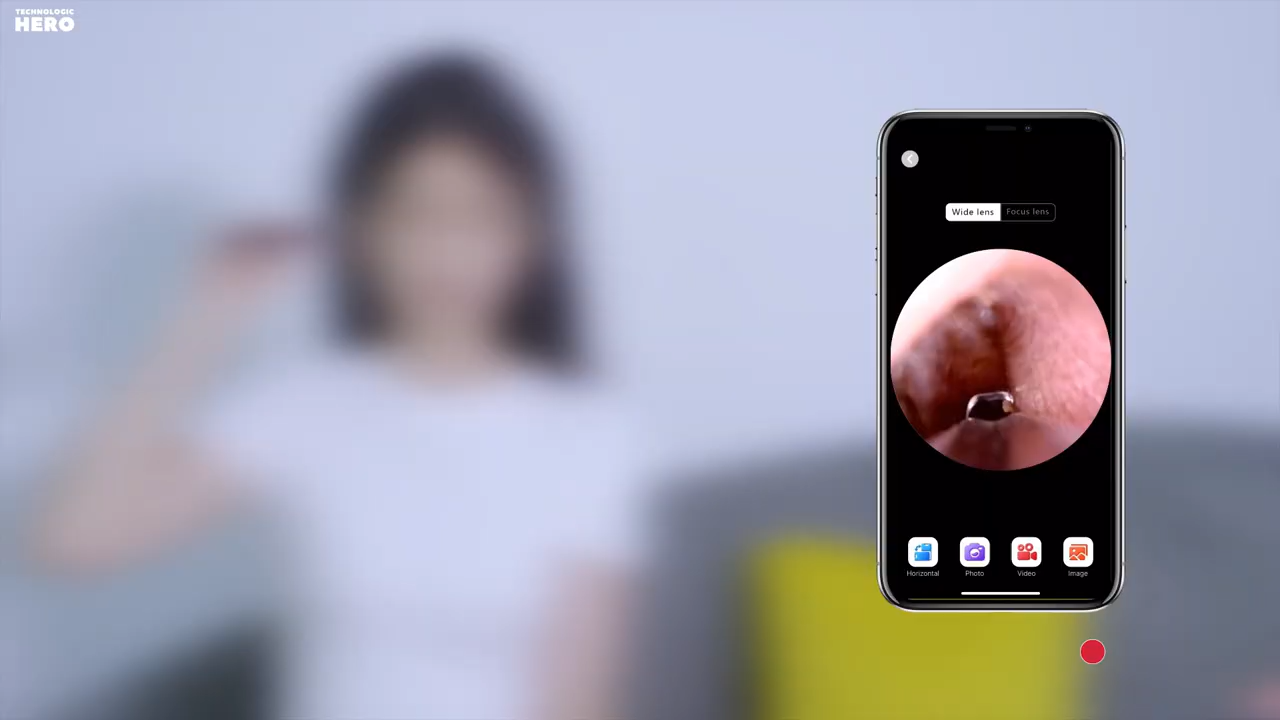 TECHNOLOGIC
HERO
Wide lens
Focus lens
Horizontal
Photo
Video
Image